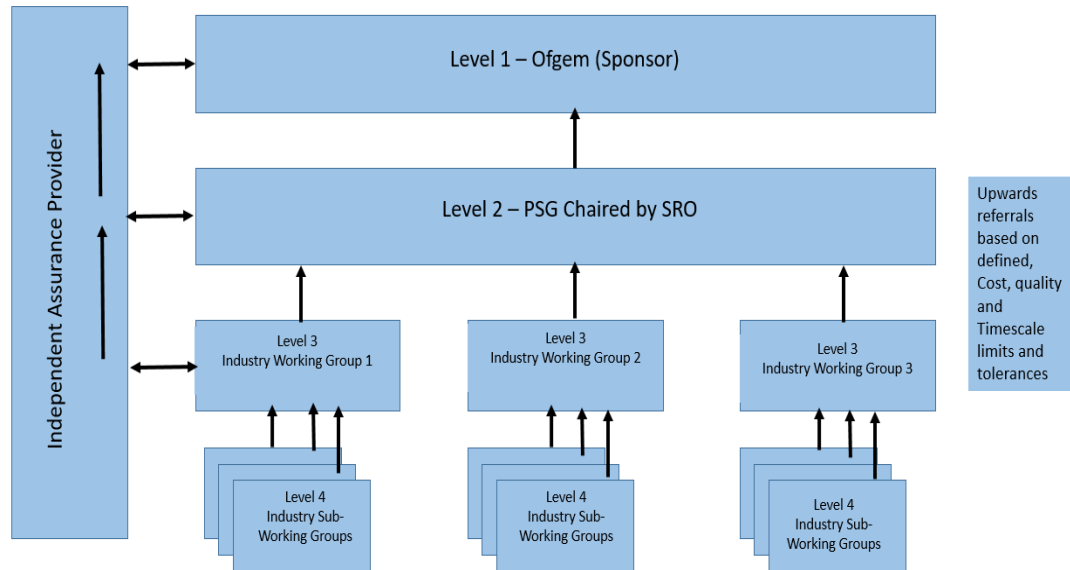 Independent Assurance Provider
Level 1 – Ofgem (Sponsor)
Level 2 – PSG Chaired by SRO
Level 3
Industry Working Group 1
Level 3
Industry Working Group 2
Level 3
Industry Working Group 3
Level 4
Industry Sub-
Working Groups
Level 4
Industry Sub-
Working Groups
Level 4
Industry Sub-
Working Groups
Upwards
referrals
based on
defined,
Cost, quality
and
Timescale
limits and
tolerances